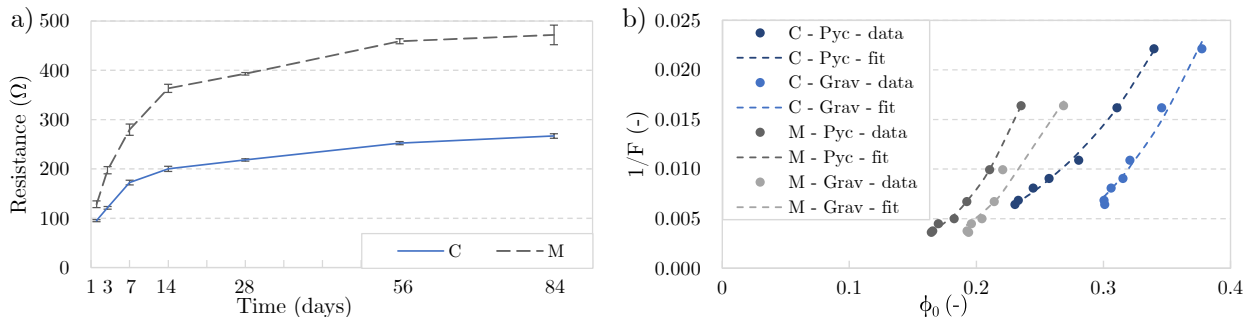 a)
500
400
300
200
100
0
Resistance (Ω)
C
M
1 3 7 14 28 56 84
Time (days)
b)
0.025
0.020
0.015
0.010
0.005
0.000
1/F (-)
C - Pyc - data
C - Pyc - fit
C - Grav - data
C - Grav - fit
M - Pyc - data
M - Pyc - fit
M - Grav - data
M - Grav - fit
0 0.1 0.2 0.3 0.4
ϕ₀ (-)